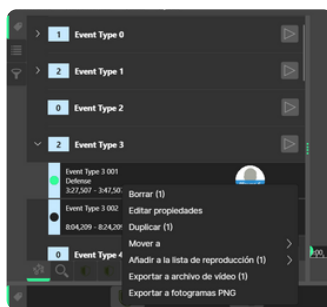 1 Event Type 0
2 Event Type 1
0 Event Type 2
2 Event Type 3
Event Type 3 001
Defense
3:27,507 - 3:47,50
Event Type 3 002
8:04,209 - 8:24,20
0 Event Type 4
Borrar (1)
Editar propiedades
Duplicar (1)
Mover a
Añadir a la lista de reproducción (1)
Exportar a archivo de vídeo (1)
Exportar a fotogramas PNG